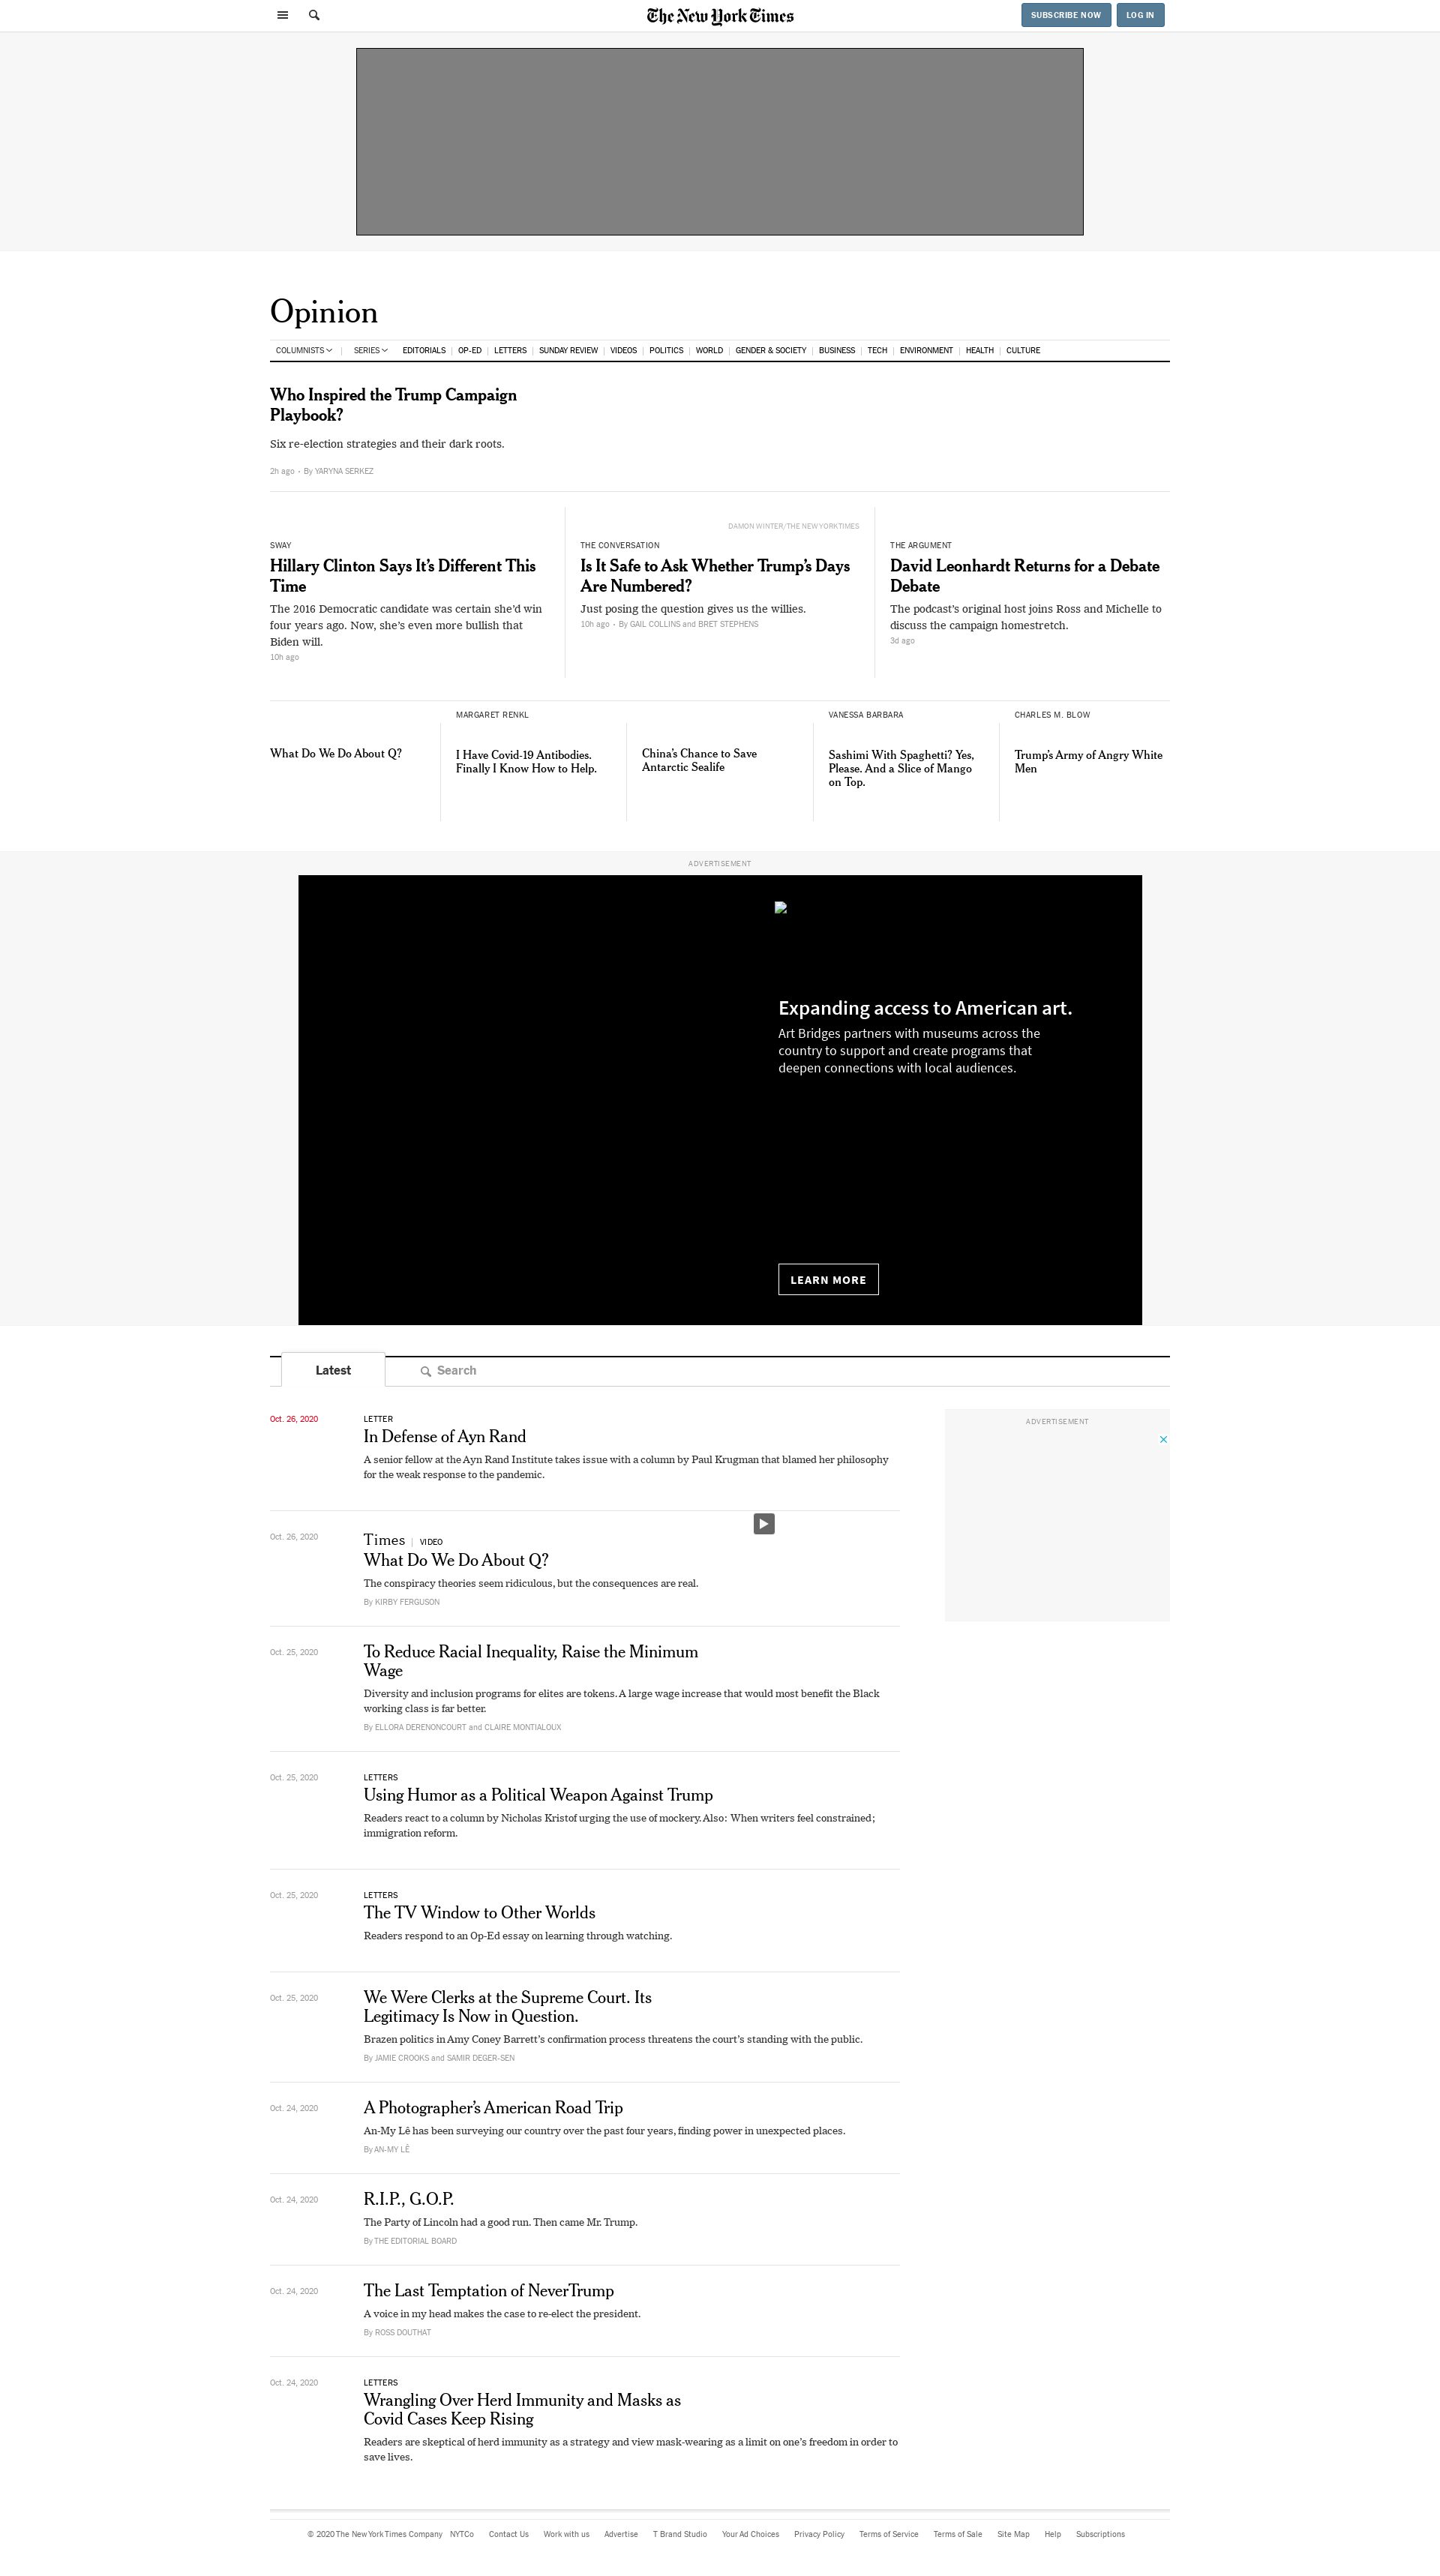 The New York Times
SUBSCRIBE NOW
LOG IN
Opinion
COLUMNISTS
SERIES
EDITORIALS
OP-ED
LETTERS
SUNDAY REVIEW
VIDEOS
POLITICS
WORLD
GENDER & SOCIETY
BUSINESS
TECH
ENVIRONMENT
HEALTH
CULTURE
Who Inspired the Trump Campaign
Playbook?
Six re-election strategies and their dark roots.
2h ago • By YARYNA SERKEZ
SWAY
Hillary Clinton Says It’s Different This
Time
The 2016 Democratic candidate was certain she’d win
four years ago. Now, she’s even more bullish that
Biden will.
10h ago
DAMON WINTER/THE NEW YORK TIMES
THE CONVERSATION
Is It Safe to Ask Whether Trump’s Days
Are Numbered?
Just posing the question gives us the willies.
10h ago • By GAIL COLLINS and BRET STEPHENS
THE ARGUMENT
David Leonhardt Returns for a Debate
Debate
The podcast’s original host joins Ross and Michelle to
discuss the campaign homestretch.
3d ago
What Do We Do About Q?
MARGARET RENKL
I Have Covid-19 Antibodies.
Finally I Know How to Help.
China’s Chance to Save
Antarctic Sealife
VANESSA BARBARA
Sashimi With Spaghetti? Yes,
Please. And a Slice of Mango
on Top.
CHARLES M. BLOW
Trump’s Army of Angry White
Men
ADVERTISEMENT
Expanding access to American art.
Art Bridges partners with museums across the
country to support and create programs that
deepen connections with local audiences.
LEARN MORE
Latest
Search
Oct. 26, 2020
LETTER
In Defense of Ayn Rand
A senior fellow at the Ayn Rand Institute takes issue with a column by Paul Krugman that blamed her philosophy
for the weak response to the pandemic.
ADVERTISEMENT
Oct. 26, 2020
Times | VIDEO
What Do We Do About Q?
The conspiracy theories seem ridiculous, but the consequences are real.
By KIRBY FERGUSON
Oct. 25, 2020
To Reduce Racial Inequality, Raise the Minimum
Wage
Diversity and inclusion programs for elites are tokens. A large wage increase that would most benefit the Black
working class is far better.
By ELLORA DERENONCOURT and CLAIRE MONTIALOUX
Oct. 25, 2020
LETTERS
Using Humor as a Political Weapon Against Trump
Readers react to a column by Nicholas Kristof urging the use of mockery. Also: When writers feel constrained;
immigration reform.
Oct. 25, 2020
LETTERS
The TV Window to Other Worlds
Readers respond to an Op-Ed essay on learning through watching.
Oct. 25, 2020
We Were Clerks at the Supreme Court. Its
Legitimacy Is Now in Question.
Brazen politics in Amy Coney Barrett’s confirmation process threatens the court’s standing with the public.
By JAMIE CROOKS and SAMIR DEGER-SEN
Oct. 24, 2020
A Photographer’s American Road Trip
An-My Lê has been surveying our country over the past four years, finding power in unexpected places.
By AN-MY LÊ
Oct. 24, 2020
R.I.P., G.O.P.
The Party of Lincoln had a good run. Then came Mr. Trump.
By THE EDITORIAL BOARD
Oct. 24, 2020
The Last Temptation of NeverTrump
A voice in my head makes the case to re-elect the president.
By ROSS DOUTHAT
Oct. 24, 2020
LETTERS
Wrangling Over Herd Immunity and Masks as
Covid Cases Keep Rising
Readers are skeptical of herd immunity as a strategy and view mask-wearing as a limit on one’s freedom in order to
save lives.
© 2020 The New York Times Company
NYTCo
Contact Us
Work with us
Advertise
T Brand Studio
Your Ad Choices
Privacy Policy
Terms of Service
Terms of Sale
Site Map
Help
Subscriptions